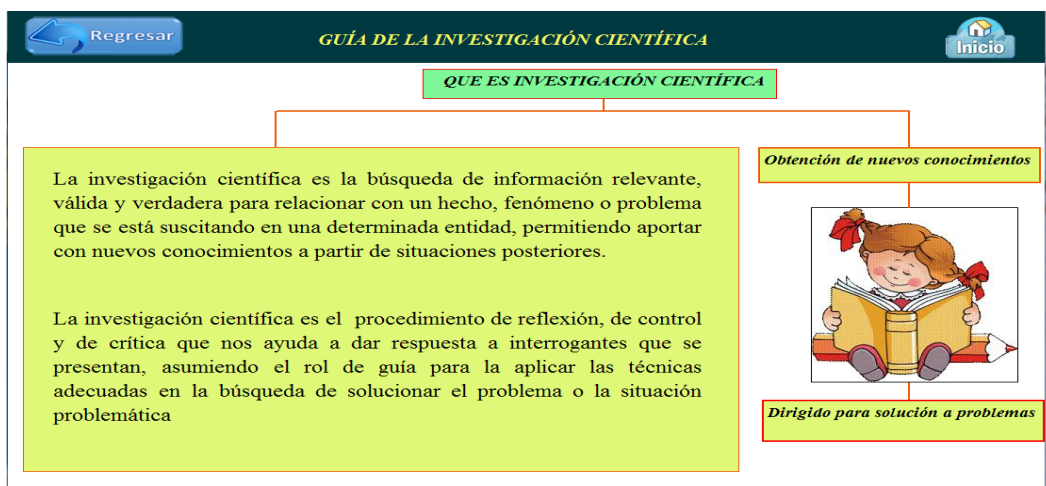 Regresar
GUÍA DE LA INVESTIGACIÓN CIENTÍFICA
Inicio
QUE ES INVESTIGACIÓN CIENTÍFICA
La investigación científica es la búsqueda de información relevante,
válida y verdadera para relacionar con un hecho, fenómeno o problema
que se está suscitando en una determinada entidad, permitiendo aportar
con nuevos conocimientos a partir de situaciones posteriores.
La investigación científica es el  procedimiento de reflexión, de control
y de crítica que nos ayuda a dar respuesta a interrogantes que se
presentan, asumiendo el rol de guía para la aplicar las técnicas
adecuadas en la búsqueda de solucionar el problema o la situación
problemática
Obtención de nuevos conocimientos
Dirigido para solución a problemas